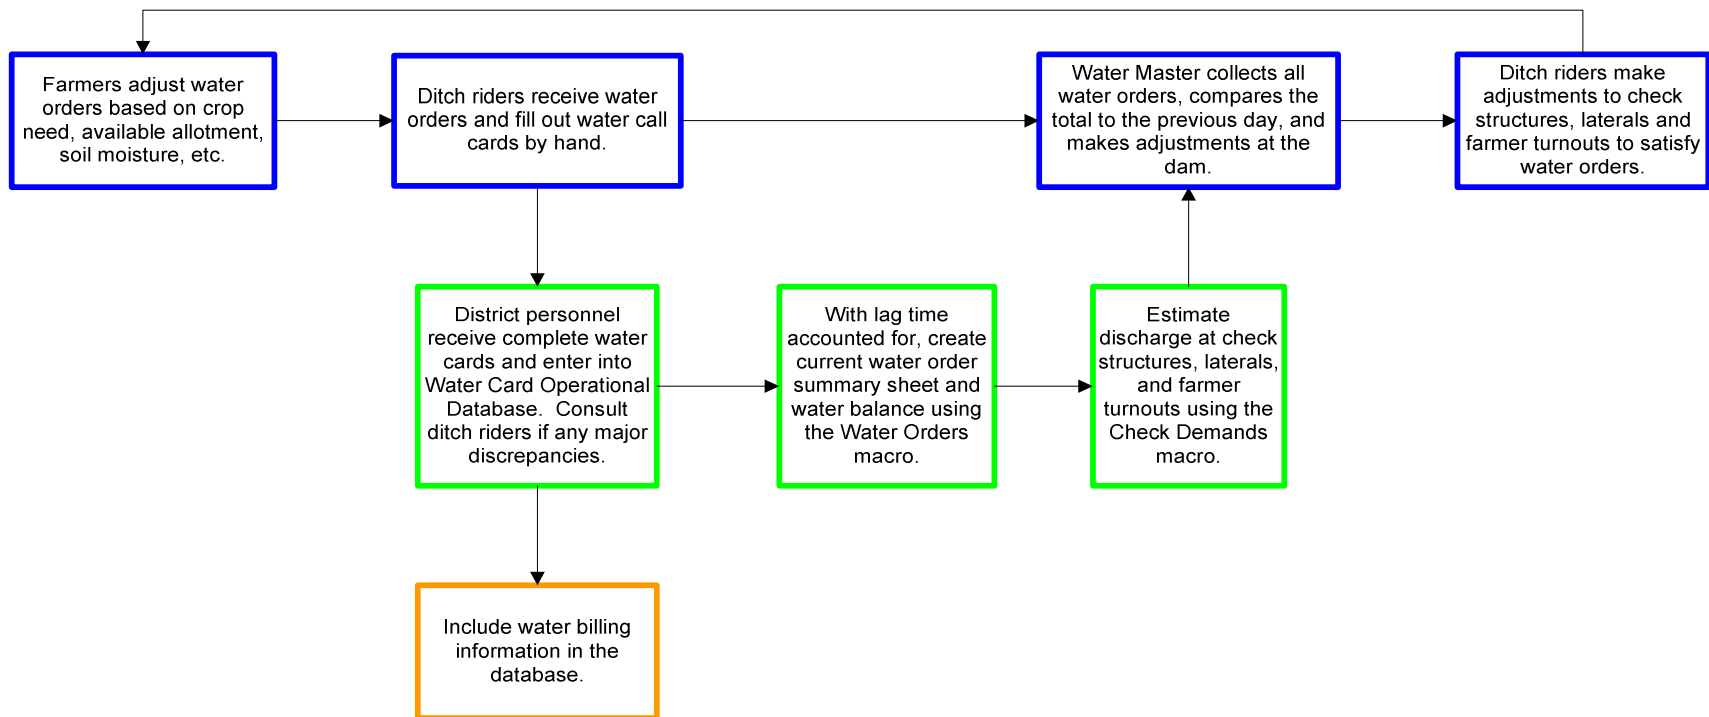 Farmers adjust water
orders based on crop
need, available allotment,
soil moisture, etc.
Ditch riders receive water
orders and fill out water call
cards by hand.
Water Master collects all
water orders, compares the
total to the previous day, and
makes adjustments at the
dam.
Ditch riders make
adjustments to check
structures, laterals and
farmer turnouts to satisfy
water orders.
District personnel
receive complete water
cards and enter into
Water Card Operational
Database.  Consult
ditch riders if any major
discrepancies.
With lag time
accounted for, create
current water order
summary sheet and
water balance using
the Water Orders
macro.
Estimate
discharge at check
structures, laterals,
and farmer
turnouts using the
Check Demands
macro.
Include water billing
information in the
database.